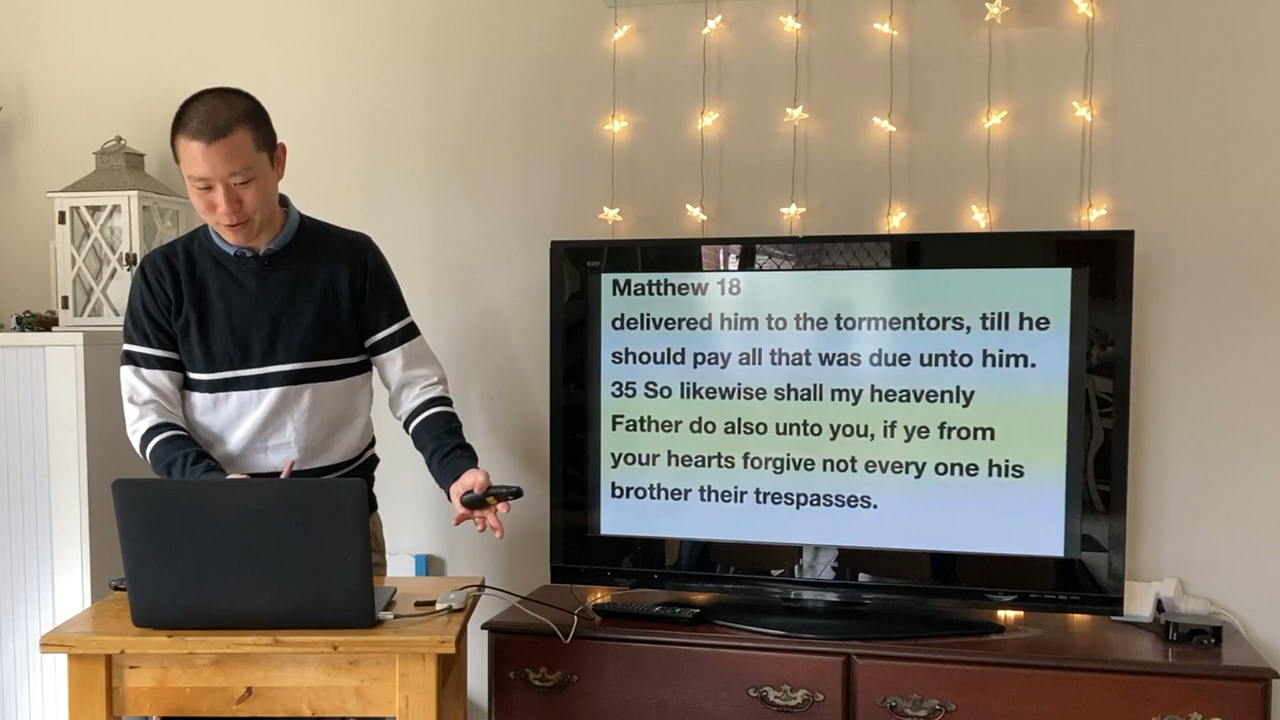 Matthew 18
delivered him to the tormentors, till he
should pay all that was due unto him.
35 So likewise shall my heavenly
Father do also unto you, if ye from
your hearts forgive not every one his
brother their trespasses.